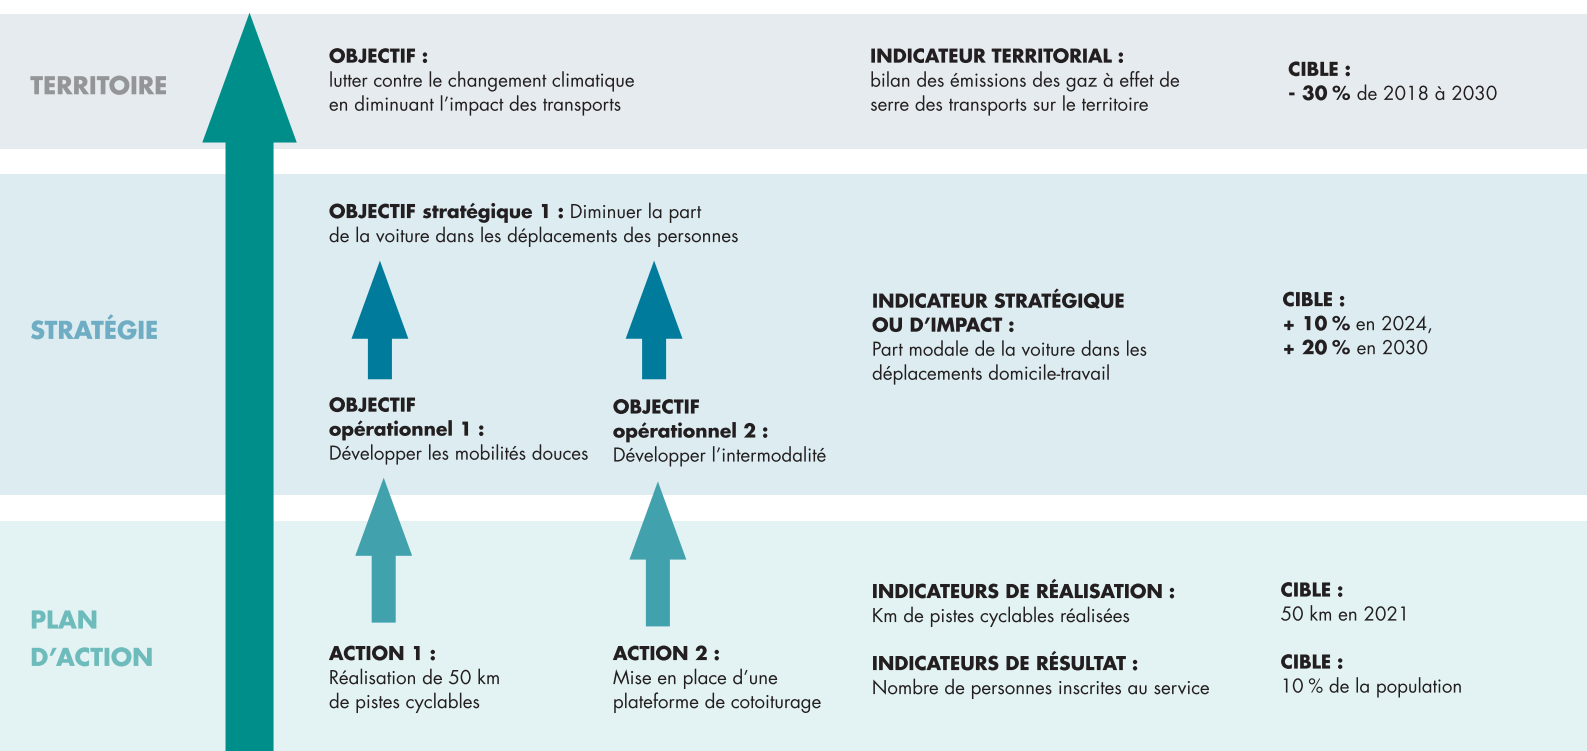 TERRITOIRE
OBJECTIF :
lutter contre le changement climatique
en diminuant l’impact des transports
INDICATEUR TERRITORIAL :
bilan des émissions des gaz à effet de
serre des transports sur le territoire
CIBLE :
- 30 % de 2018 à 2030
STRATÉGIE
OBJECTIF stratégique 1 : Diminuer la part
de la voiture dans les déplacements des personnes
OBJECTIF
opérationnel 1 :
Développer les mobilités douces
OBJECTIF
opérationnel 2 :
Développer l’intermodalité
INDICATEUR STRATÉGIQUE
OU D’IMPACT :
Part modale de la voiture dans les
déplacements domicile-travail
CIBLE :
+ 10 % en 2024,
+ 20 % en 2030
PLAN
D’ACTION
ACTION 1 :
Réalisation de 50 km
de pistes cyclables
ACTION 2 :
Mise en place d’une
plateforme de cotoiturage
INDICATEURS DE RÉALISATION :
Km de pistes cyclables réalisées
CIBLE :
50 km en 2021
INDICATEURS DE RÉSULTAT :
Nombre de personnes inscrites au service
CIBLE :
10 % de la population